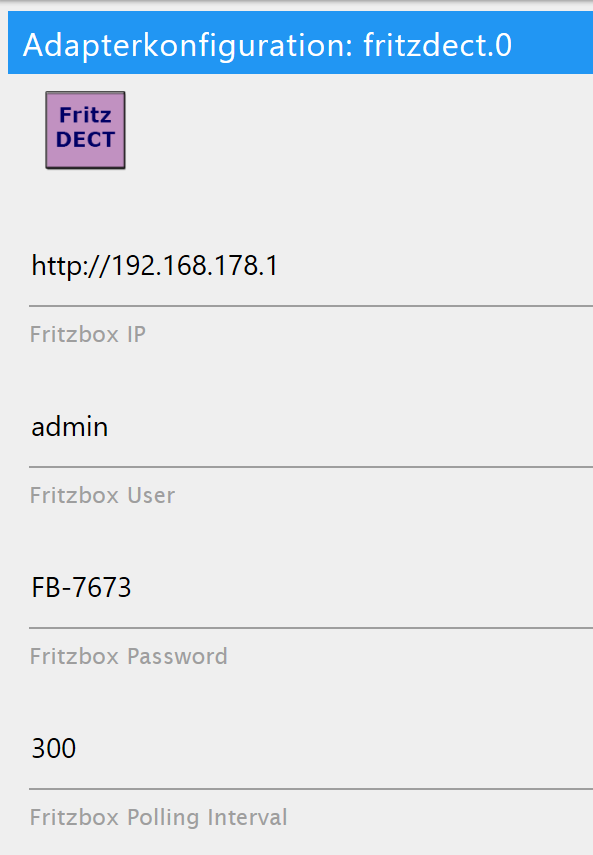 Adapterkonfiguration: fritzdect.0
Fritz
DECT
http://192.168.178.1
Fritzbox IP
admin
Fritzbox User
FB-7673
Fritzbox Password
300
Fritzbox Polling Interval